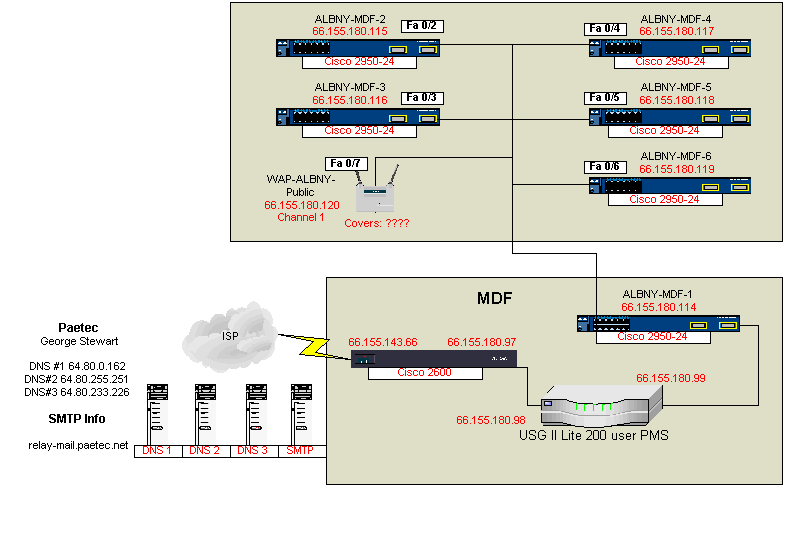 ALBNY-MDF-2
66.155.180.115
Fa 0/2
Cisco 2950-24
ALBNY-MDF-4
Fa 0/4
66.155.180.117
Cisco 2950-24
ALBNY-MDF-3
66.155.180.116
Fa 0/3
Cisco 2950-24
ALBNY-MDF-5
Fa 0/5
66.155.180.118
Cisco 2950-24
Fa 0/7
WAP-ALBNY-
Public
66.155.180.120
Channel 1
Covers: ????
ALBNY-MDF-6
Fa 0/6
66.155.180.119
Cisco 2950-24
MDF
ALBNY-MDF-1
66.155.180.114
Cisco 2950-24
ISP
66.155.143.66
66.155.180.97
Cisco 2600
66.155.180.99
66.155.180.98
USG II Lite 200 user PMS
Paetec
George Stewart
DNS #1 64.80.0.162
DNS#2 64.80.255.251
DNS#3 64.80.233.226
SMTP Info
relay-mail.paetec.net
DNS 1
DNS 2
DNS 3
SMTP